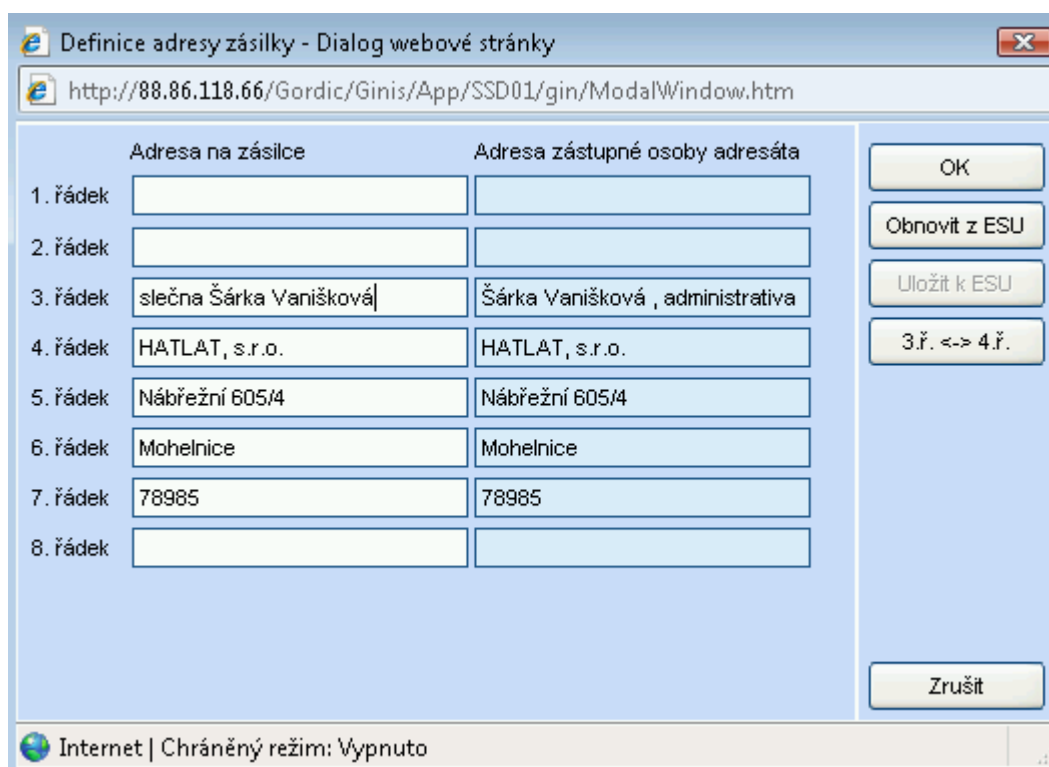 Definice adresy zásilky - Dialog webové stránky
http://88.86.118.66/Gordic/Ginis/App/SSD01/gin/ModalWindow.htm
Adresa na zásilce Adresa zástupné osoby adresáta
1. řádek
2. řádek
3. řádek slečna Šárka Vanišková Šárka Vanišková , administrativa
4. řádek HATLAT, s.r.o. HATLAT, s.r.o.
5. řádek Nábřežní 605/4 Nábřežní 605/4
6. řádek Mohelnice Mohelnice
7. řádek 78985 78985
8. řádek
OK
Obnovit z ESU
Uložit k ESU
3.ř. <-> 4.ř.
Zrušit
Internet | Chráněný režim: Vypnuto